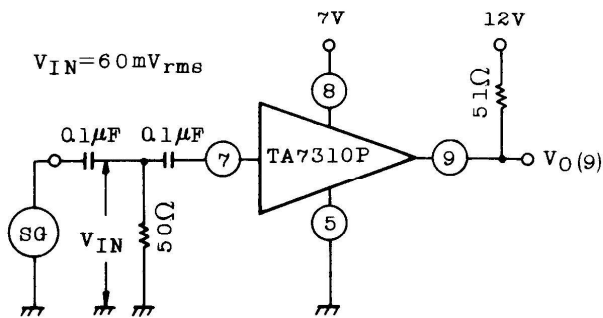 7V
12V
VIN=60mVrms
8
51Ω
0.1μF
0.1μF
7
TA7310P
9
VO(9)
SG
VIN
50Ω
5